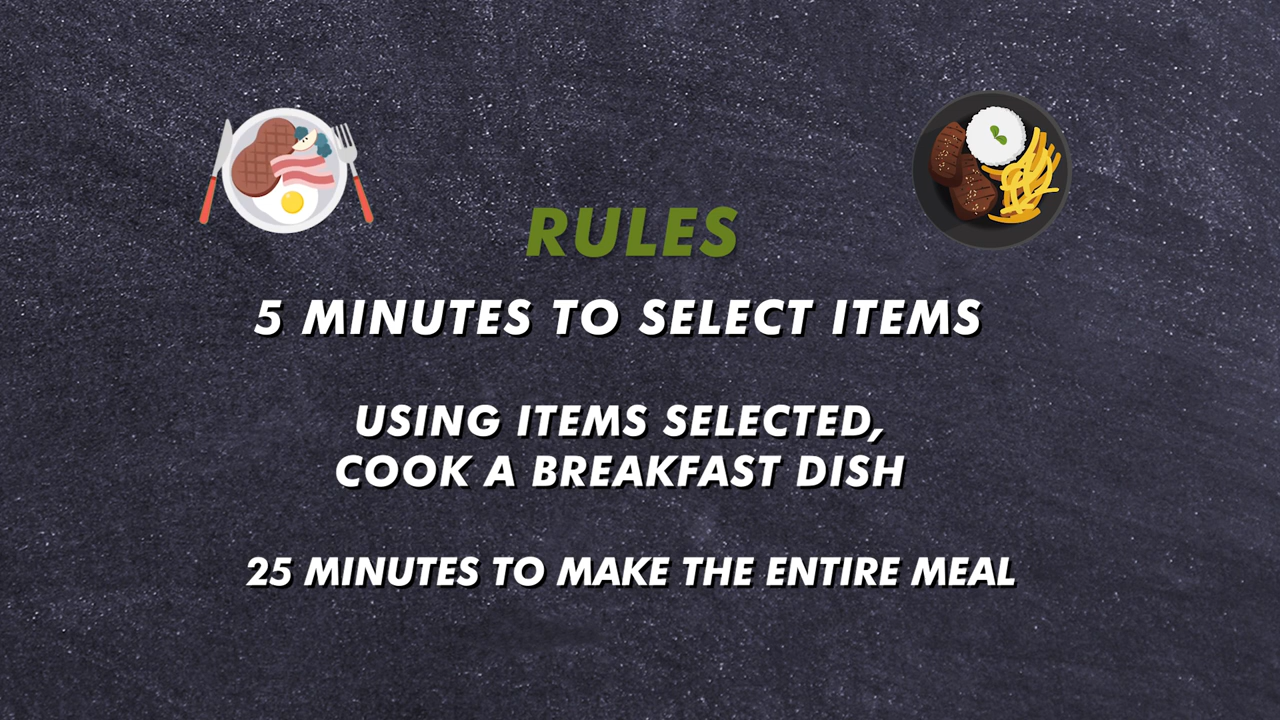 RULES
5 MINUTES TO SELECT ITEMS
USING ITEMS SELECTED,
COOK A BREAKFAST DISH
25 MINUTES TO MAKE THE ENTIRE MEAL